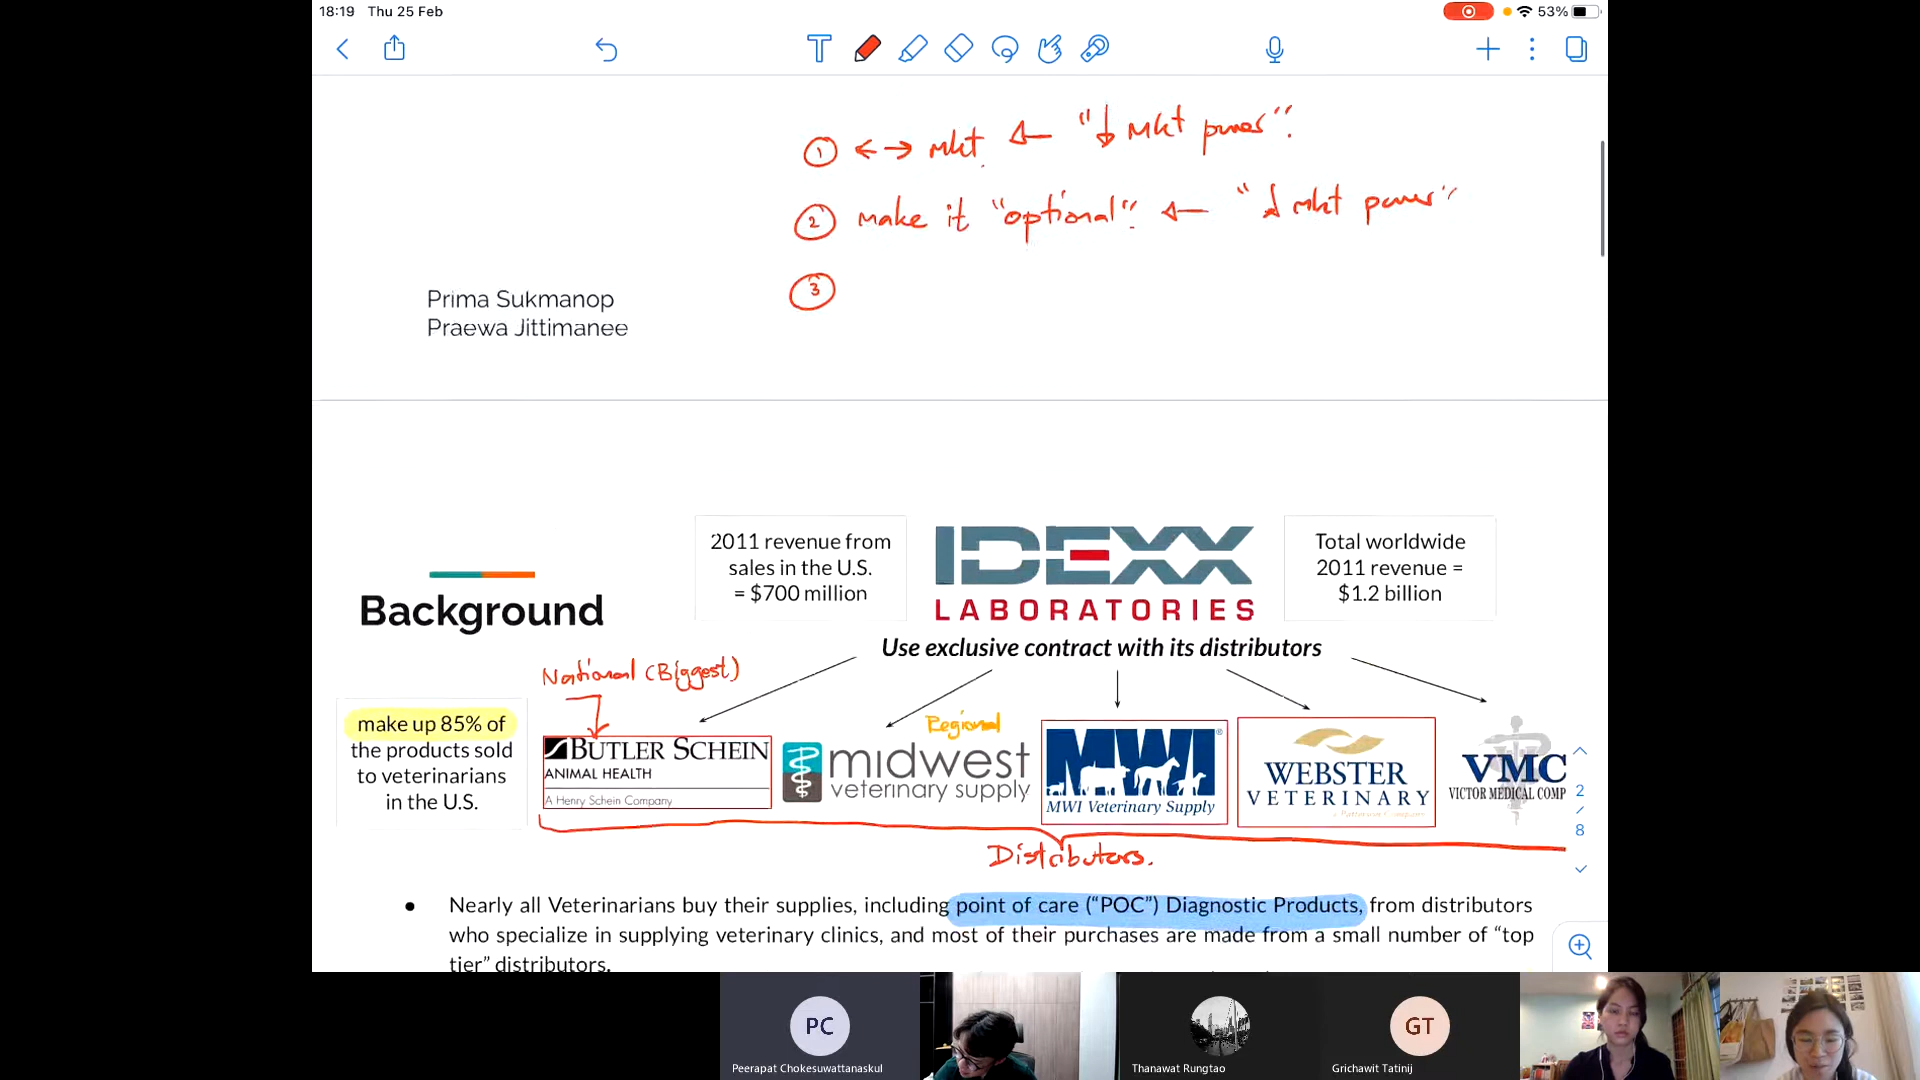 18:19 Thu 25 Feb
53%
① ↔ mkt. ← "↓ mkt power".
② make it "optional". ← "↓ mkt power"
③
Prima Sukmanop
Praewa Jittimanee
2011 revenue from
sales in the U.S.
= $700 million
IDEXX
LABORATORIES
Total worldwide
2011 revenue =
$1.2 billion
Background
Use exclusive contract with its distributors
National (Biggest)
make up 85% of
the products sold
to veterinarians
in the U.S.
BUTLER SCHEIN
ANIMAL HEALTH
A Henry Schein Company
Regional
midwest
veterinary supply
MWI
MWI Veterinary Supply
WEBSTER
VETERINARY
VMC
VICTOR MEDICAL COMP
2
/
8
Distributors.
● Nearly all Veterinarians buy their supplies, including point of care (“POC”) Diagnostic Products, from distributors
who specialize in supplying veterinary clinics, and most of their purchases are made from a small number of “top
tier” distributors.
PC
Peerapat Chokesuwattanaskul
Thanawat Rungtao
GT
Grichawit Tatinij